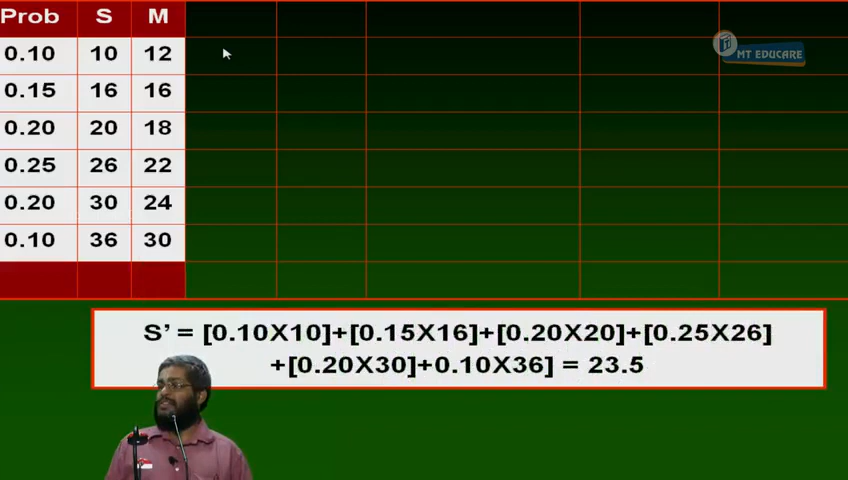 Prob S M
0.10 10 12
0.15 16 16
0.20 20 18
0.25 26 22
0.20 30 24
0.10 36 30
MT EDUCARE
S’ = [0.10X10]+[0.15X16]+[0.20X20]+[0.25X26]
+[0.20X30]+0.10X36] = 23.5